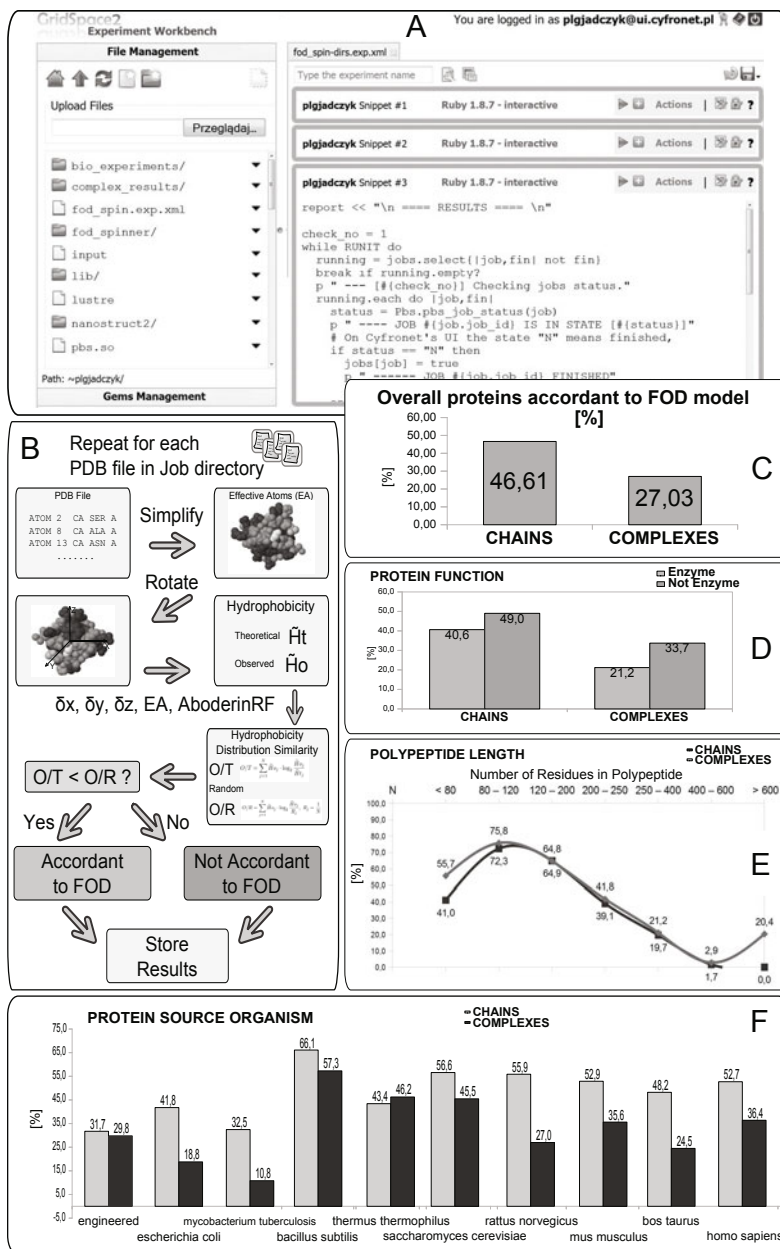 GridSpace2
Experiment Workbench
A
You are logged in as plgjadczyk@ui.cyfronet.pl
File Management
Upload Files
Przeglądaj...
bio_experiments/
complex_results/
fod_spin.exp.xml
fod_spinner/
input
lib/
lustre
nanostruct2/
pbs.so
Path: ~plgjadczyk/
Gems Management
fod_spin-dirs.exp.xml
Type the experiment name
plgjadczyk Snippet #1 Ruby 1.8.7 - interactive Actions | ?
plgjadczyk Snippet #2 Ruby 1.8.7 - interactive Actions | ?
plgjadczyk Snippet #3 Ruby 1.8.7 - interactive Actions | ?
report << "\n ==== RESULTS ==== \n"
check_no = 1
while RUNIT do
running = jobs.select{|job,fin| not fin}
break if running.empty?
p " --- [#{check_no}] Checking jobs status."
running.each do |job,fin|
status = Pbs.pbs_job_status(job)
p " ---- JOB #{job.job_id} IS IN STATE [#{status}]"
# On Cyfronet's UI the state "N" means finished,
if status == "N" then
jobs[job] = true
p " ------ JOB #{job.job_id} FINISHED"
B
Repeat for each
PDB file in Job directory
PDB File
ATOM 2 CA SER A
ATOM 8 CA ALA A
ATOM 13 CA ASN A
.......
Simplify
Effective Atoms (EA)
Rotate
Z
X
Y
Hydrophobicity
Theoretical H̃t
Observed H̃o
δx, δy, δz, EA, AboderinRF
Hydrophobicity
Distribution Similarity
O/T
Random
O/R
O/T < O/R ?
Yes
No
Accordant
to FOD
Not Accordant
to FOD
Store
Results
Overall proteins accordant to FOD model
[%]
C
[%]
60,00
50,00
40,00
30,00
20,00
10,00
0,00
46,61
27,03
CHAINS
COMPLEXES
PROTEIN FUNCTION
Enzyme
Not Enzyme
D
[%]
60,0
50,0
40,0
30,0
20,0
10,0
0,0
40,6
49,0
21,2
33,7
CHAINS
COMPLEXES
POLYPEPTIDE LENGTH
CHAINS
COMPLEXES
Number of Residues in Polypeptide
N < 80 80 – 120 120 – 200 200 – 250 250 – 400 400 – 600 > 600
E
[%]
100,0
90,0
80,0
70,0
60,0
50,0
40,0
30,0
20,0
10,0
0,0
55,7
41,0
75,8
72,3
64,8
64,9
41,8
39,1
21,2
19,7
2,9
1,7
20,4
0,0
PROTEIN SOURCE ORGANISM
CHAINS
COMPLEXES
F
[%]
75,0
65,0
55,0
45,0
35,0
25,0
15,0
5,0
-5,0
31,7
29,8
41,8
18,8
32,5
10,8
66,1
57,3
43,4
46,2
56,6
45,5
55,9
27,0
52,9
35,6
48,2
24,5
52,7
36,4
engineered
escherichia coli
mycobacterium tuberculosis
bacillus subtilis
thermus thermophilus
saccharomyces cerevisiae
rattus norvegicus
mus musculus
bos taurus
homo sapiens